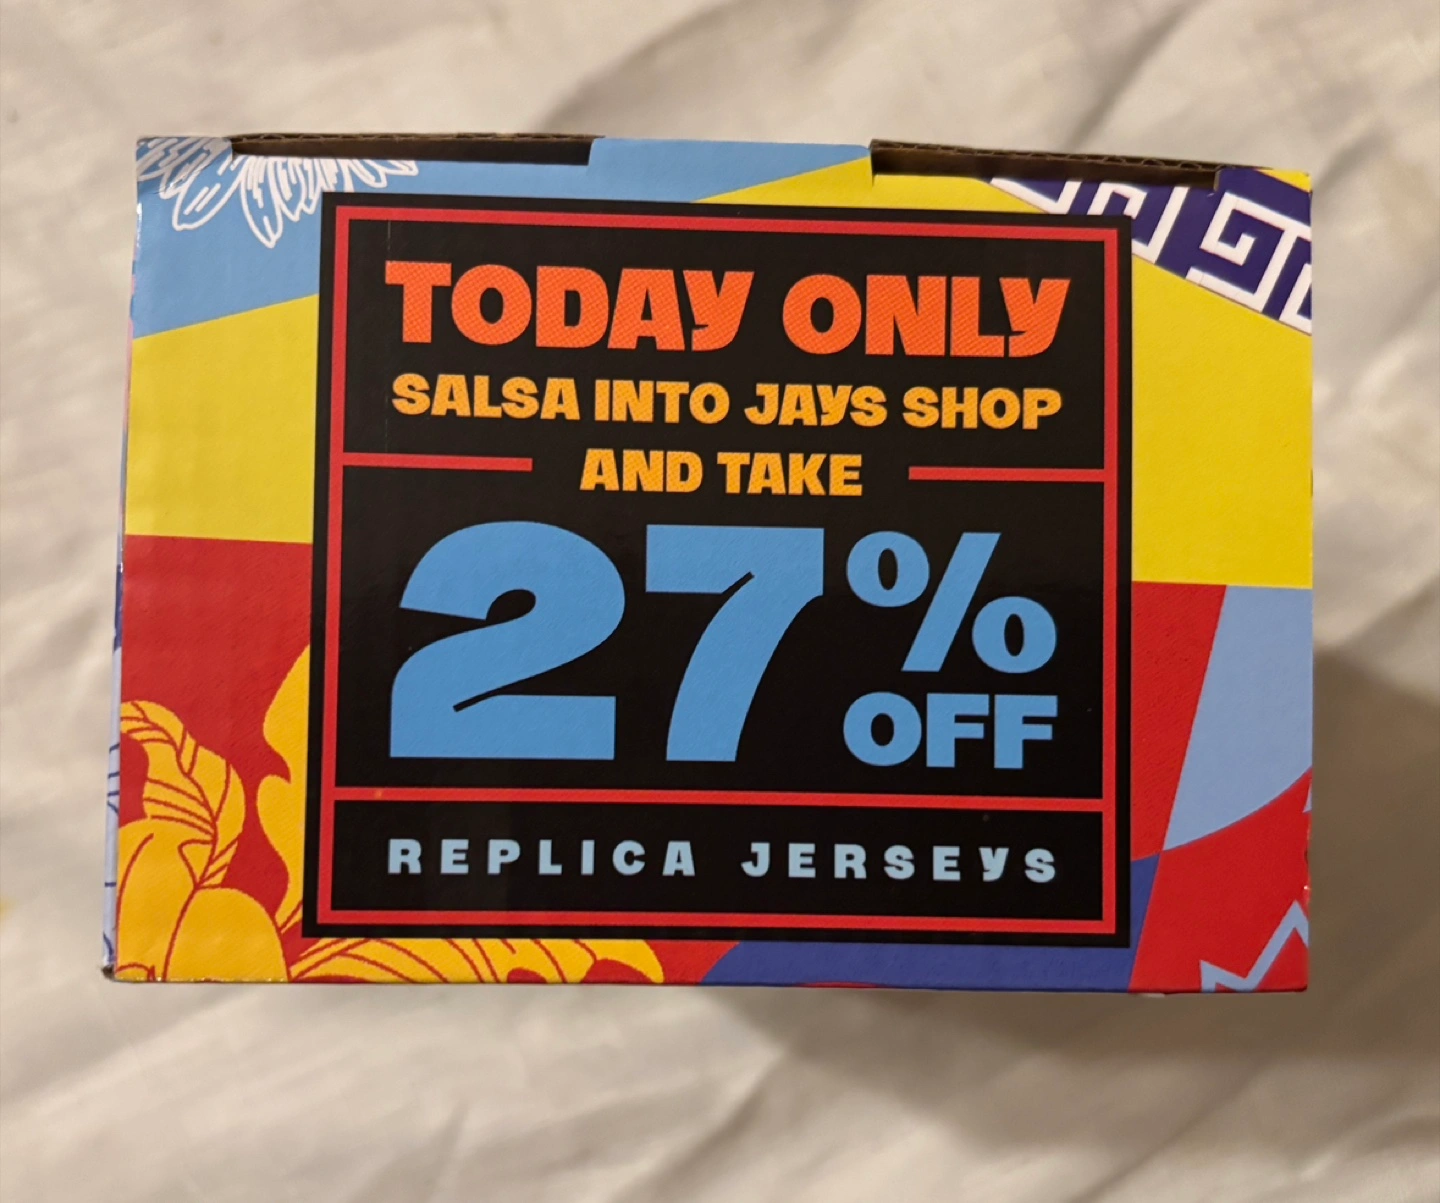 TODAY ONLY
SALSA INTO JAYS SHOP
AND TAKE
27% OFF
REPLICA JERSEYS